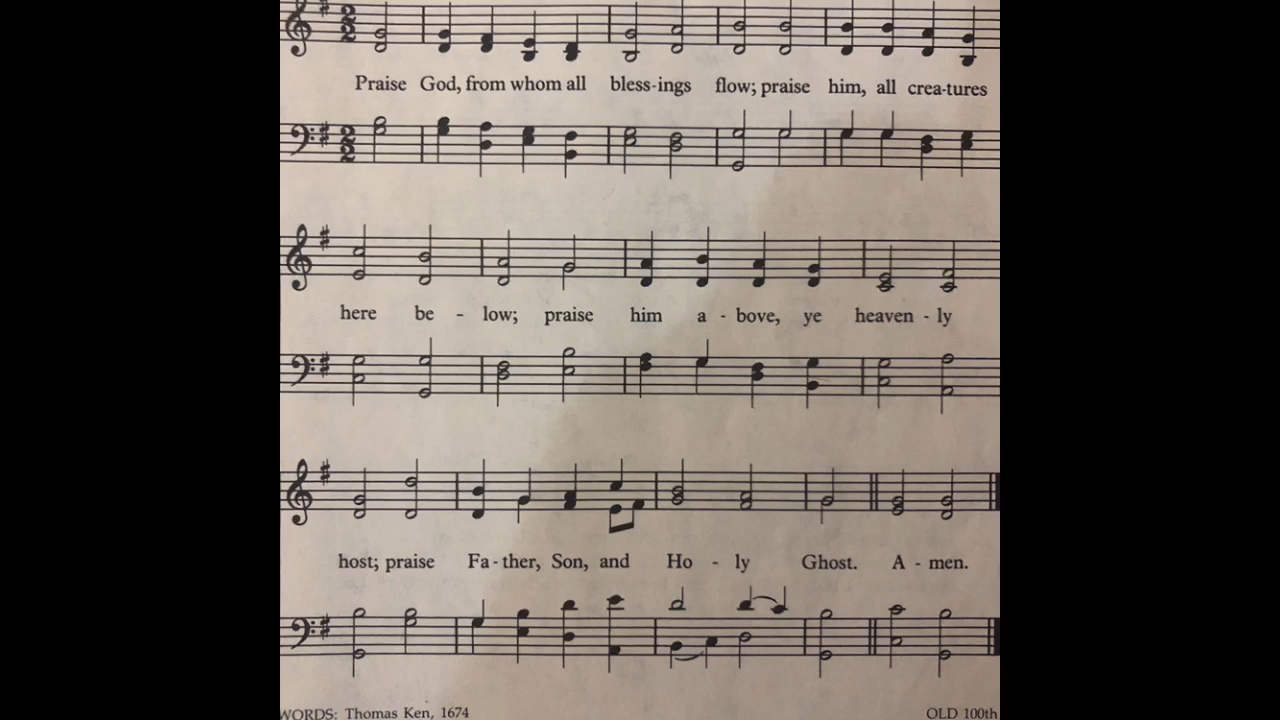 Praise God, from whom all bless-ings flow; praise him, all crea-tures
here be - low; praise him a - bove, ye heaven - ly
host; praise Fa - ther, Son, and Ho - ly Ghost. A - men.
WORDS: Thomas Ken, 1674 OLD 100th